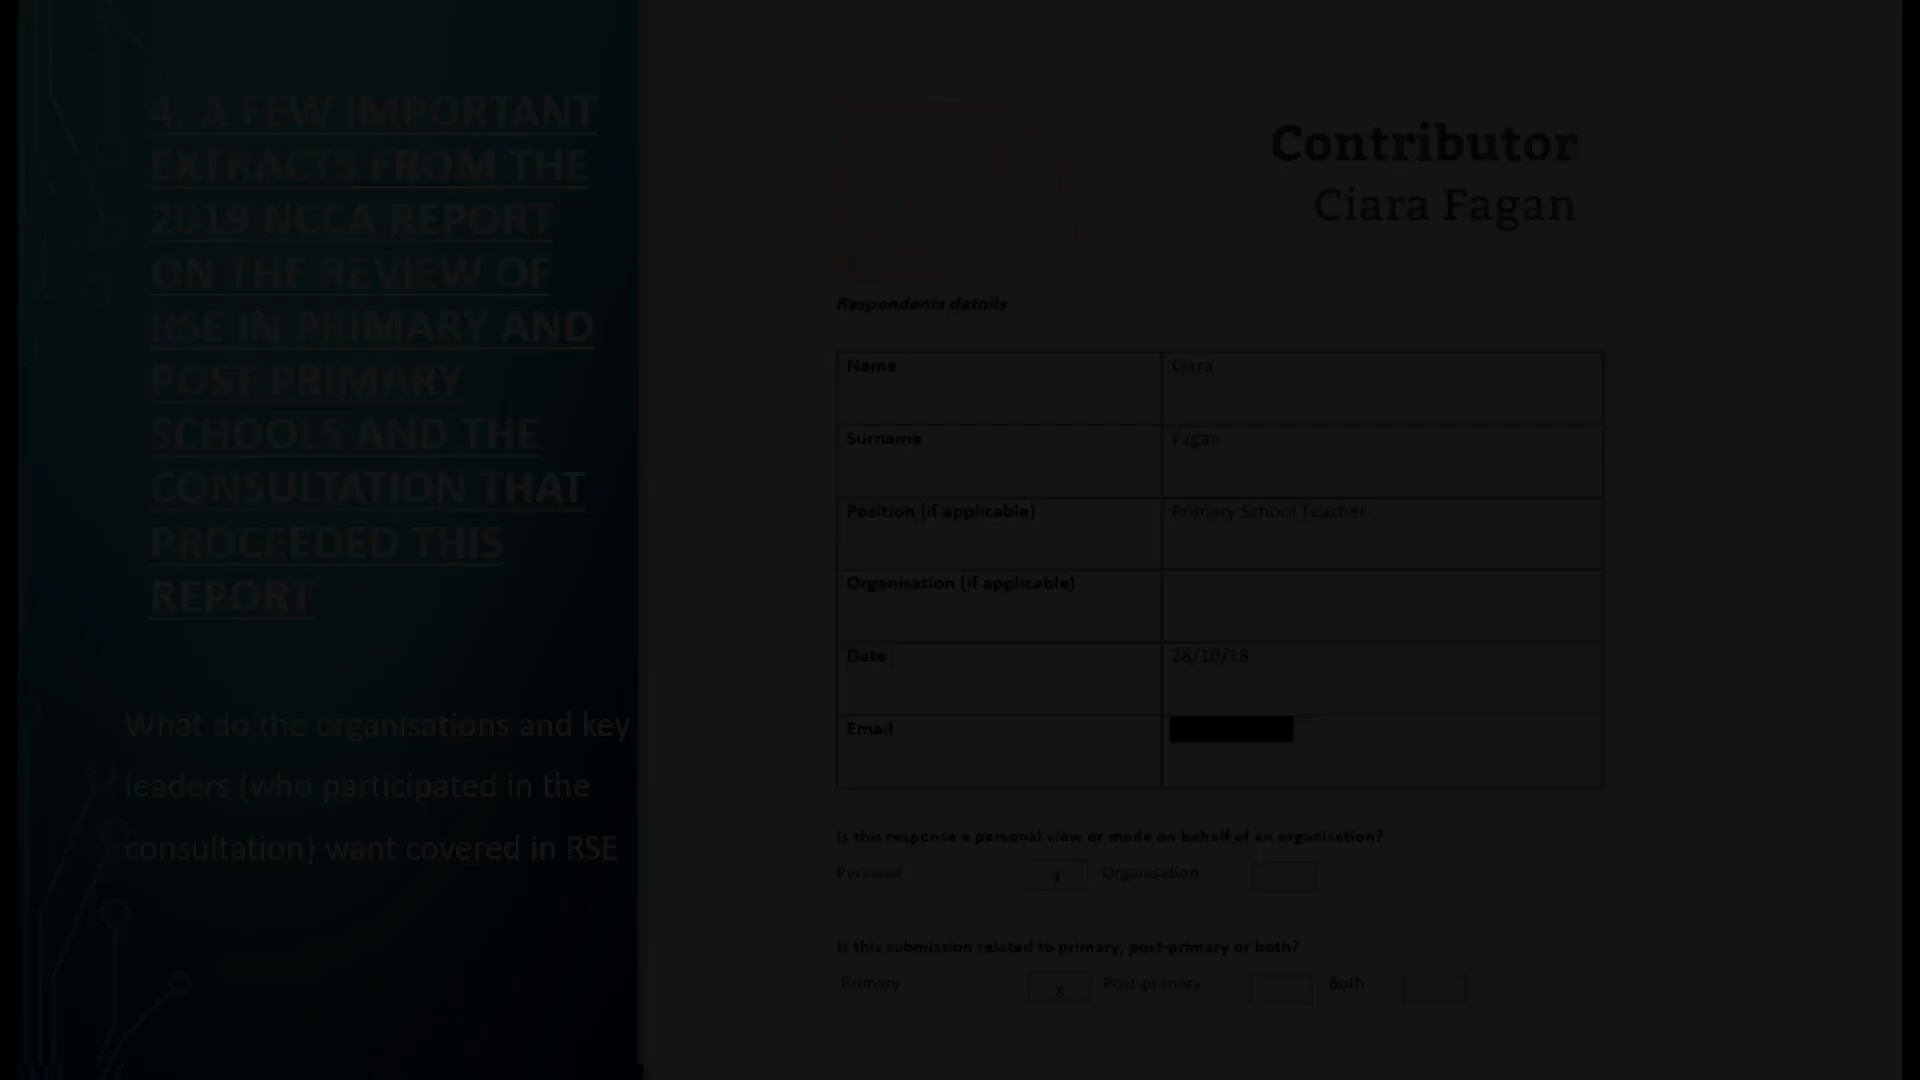 4. A FEW IMPORTANT
EXTRACTS FROM THE
2019 NCCA REPORT
ON THE REVIEW OF
RSE IN PRIMARY AND
POST PRIMARY
SCHOOLS AND THE
CONSULTATION THAT
PROCEEDED THIS
REPORT
What do the organisations and key
leaders (who participated in the
consultation) want covered in RSE
Contributor
Ciara Fagan
Respondents details
Name Ciara
Surname Fagan
Position (if applicable) Primary School Teacher
Organisation (if applicable)
Date 28/10/18
Email
Is this response a personal view or made on behalf of an organisation?
Personal x Organisation
Is this submission related to primary, post-primary or both?
Primary x Post-primary Both